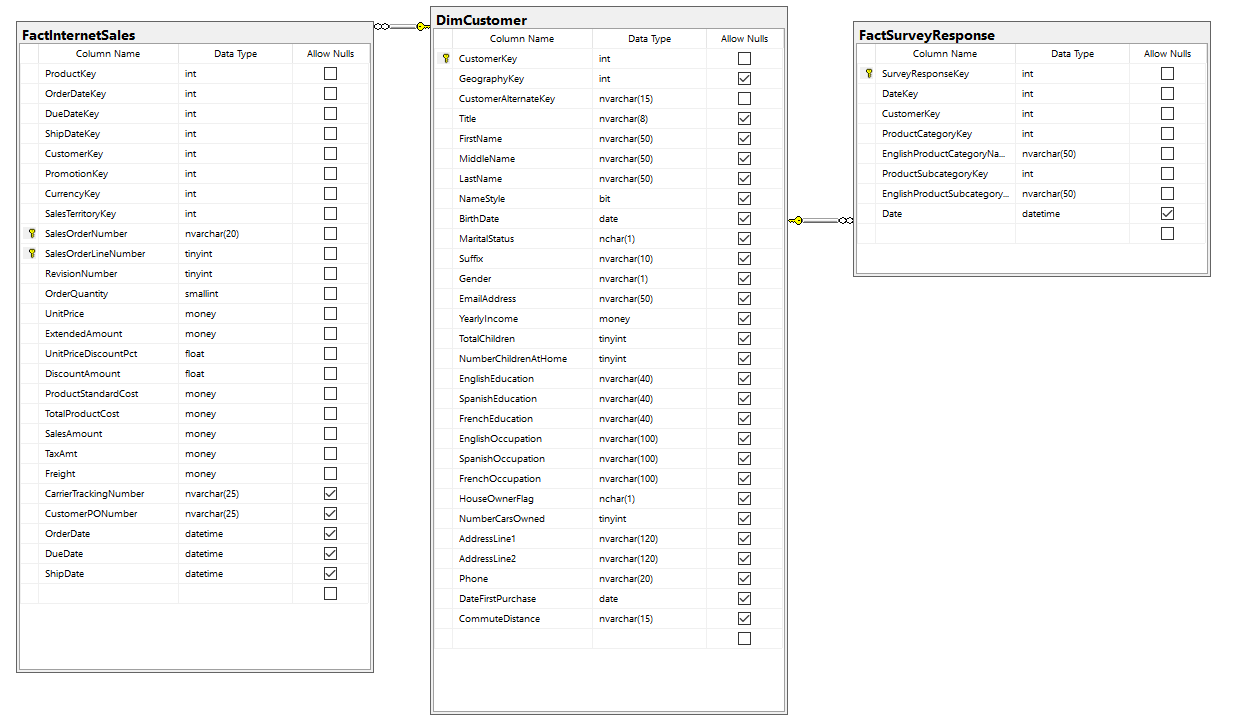 FactInternetSales
Column Name Data Type Allow Nulls
ProductKey int
OrderDateKey int
DueDateKey int
ShipDateKey int
CustomerKey int
PromotionKey int
CurrencyKey int
SalesTerritoryKey int
SalesOrderNumber nvarchar(20)
SalesOrderLineNumber tinyint
RevisionNumber tinyint
OrderQuantity smallint
UnitPrice money
ExtendedAmount money
UnitPriceDiscountPct float
DiscountAmount float
ProductStandardCost money
TotalProductCost money
SalesAmount money
TaxAmt money
Freight money
CarrierTrackingNumber nvarchar(25)
CustomerPONumber nvarchar(25)
OrderDate datetime
DueDate datetime
ShipDate datetime
DimCustomer
Column Name Data Type Allow Nulls
CustomerKey int
GeographyKey int
CustomerAlternateKey nvarchar(15)
Title nvarchar(8)
FirstName nvarchar(50)
MiddleName nvarchar(50)
LastName nvarchar(50)
NameStyle bit
BirthDate date
MaritalStatus nchar(1)
Suffix nvarchar(10)
Gender nvarchar(1)
EmailAddress nvarchar(50)
YearlyIncome money
TotalChildren tinyint
NumberChildrenAtHome tinyint
EnglishEducation nvarchar(40)
SpanishEducation nvarchar(40)
FrenchEducation nvarchar(40)
EnglishOccupation nvarchar(100)
SpanishOccupation nvarchar(100)
FrenchOccupation nvarchar(100)
HouseOwnerFlag nchar(1)
NumberCarsOwned tinyint
AddressLine1 nvarchar(120)
AddressLine2 nvarchar(120)
Phone nvarchar(20)
DateFirstPurchase date
CommuteDistance nvarchar(15)
FactSurveyResponse
Column Name Data Type Allow Nulls
SurveyResponseKey int
DateKey int
CustomerKey int
ProductCategoryKey int
EnglishProductCategoryNa... nvarchar(50)
ProductSubcategoryKey int
EnglishProductSubcategory... nvarchar(50)
Date datetime